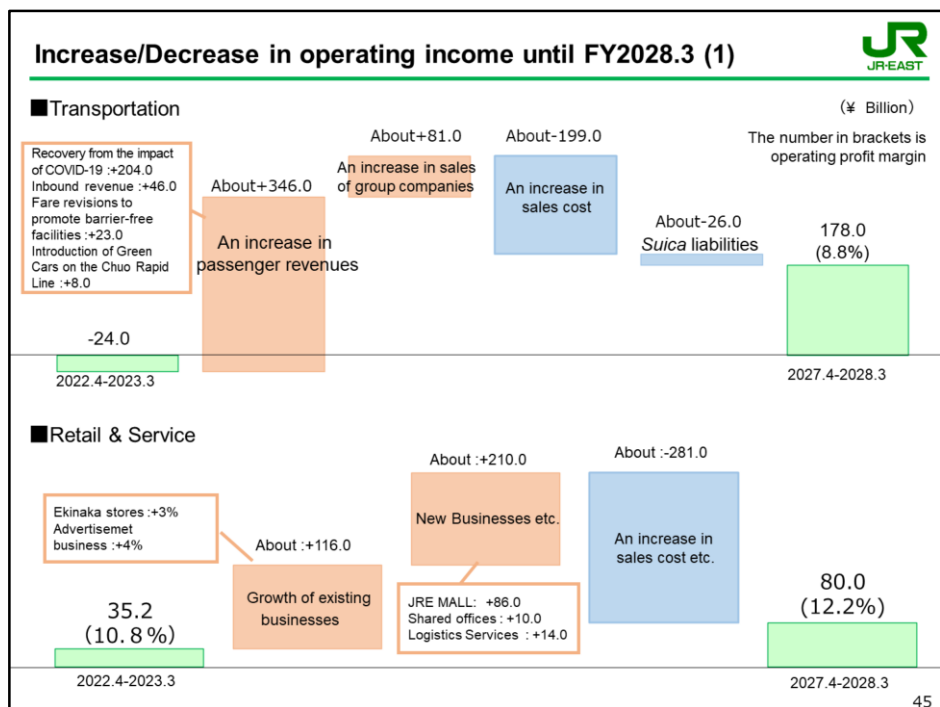 Increase/Decrease in operating income until FY2028.3 (1)
JR
JR-EAST
■Transportation
(¥ Billion)
The number in brackets is
operating profit margin
Recovery from the impact
of COVID-19 :+204.0
Inbound revenue :+46.0
Fare revisions to
promote barrier-free
facilities :+23.0
Introduction of Green
Cars on the Chuo Rapid
Line :+8.0
About+346.0
An increase in
passenger revenues
About+81.0
An increase in sales
of group companies
About-199.0
An increase in
sales cost
About-26.0
Suica liabilities
178.0
(8.8%)
-24.0
2022.4-2023.3
2027.4-2028.3
■Retail & Service
Ekinaka stores :+3%
Advertisemet
business :+4%
About :+116.0
Growth of existing
businesses
About :+210.0
New Businesses etc.
JRE MALL: +86.0
Shared offices : +10.0
Logistics Services : +14.0
About :-281.0
An increase in
sales cost etc.
35.2
(10.8%)
80.0
(12.2%)
2022.4-2023.3
2027.4-2028.3
45